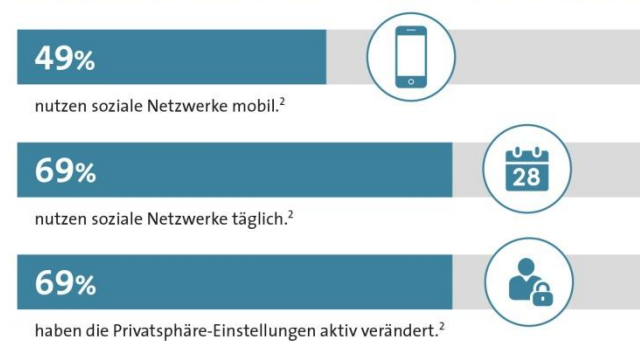 49%
nutzen soziale Netzwerke mobil.²
69%
28
nutzen soziale Netzwerke täglich.²
69%
haben die Privatsphäre-Einstellungen aktiv verändert.²